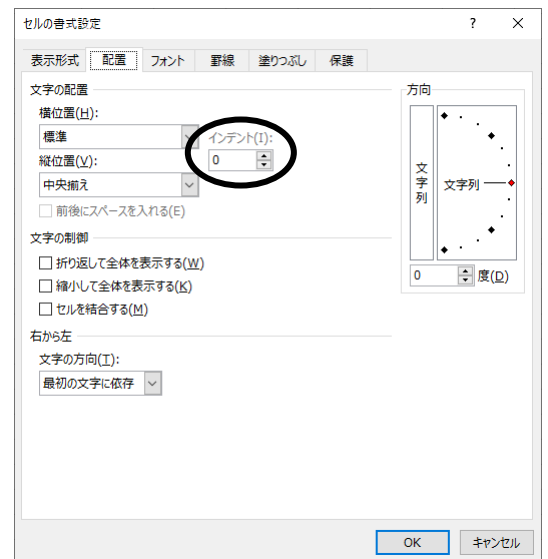 セルの書式設定
表示形式 配置 フォント 罫線 塗りつぶし 保護
文字の配置
横位置(H):
標準
インデント(I):
0
縦位置(V):
中央揃え
前後にスペースを入れる(E)
文字の制御
折り返して全体を表示する(W)
縮小して全体を表示する(K)
セルを結合する(M)
右から左
文字の方向(T):
最初の文字に依存
方向
文字列
文字列
0 度(D)
OK キャンセル